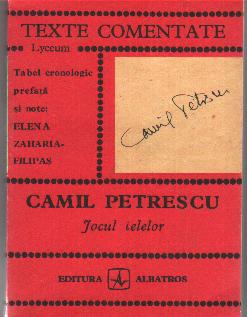 TEXTE COMENTATE
Lyceum
Tabel cronologic
prefață
și note:
ELENA
ZAHARIA-
FILIPAȘ
Camil Petrescu
CAMIL PETRESCU
Jocul ielelor
EDITURA ALBATROS